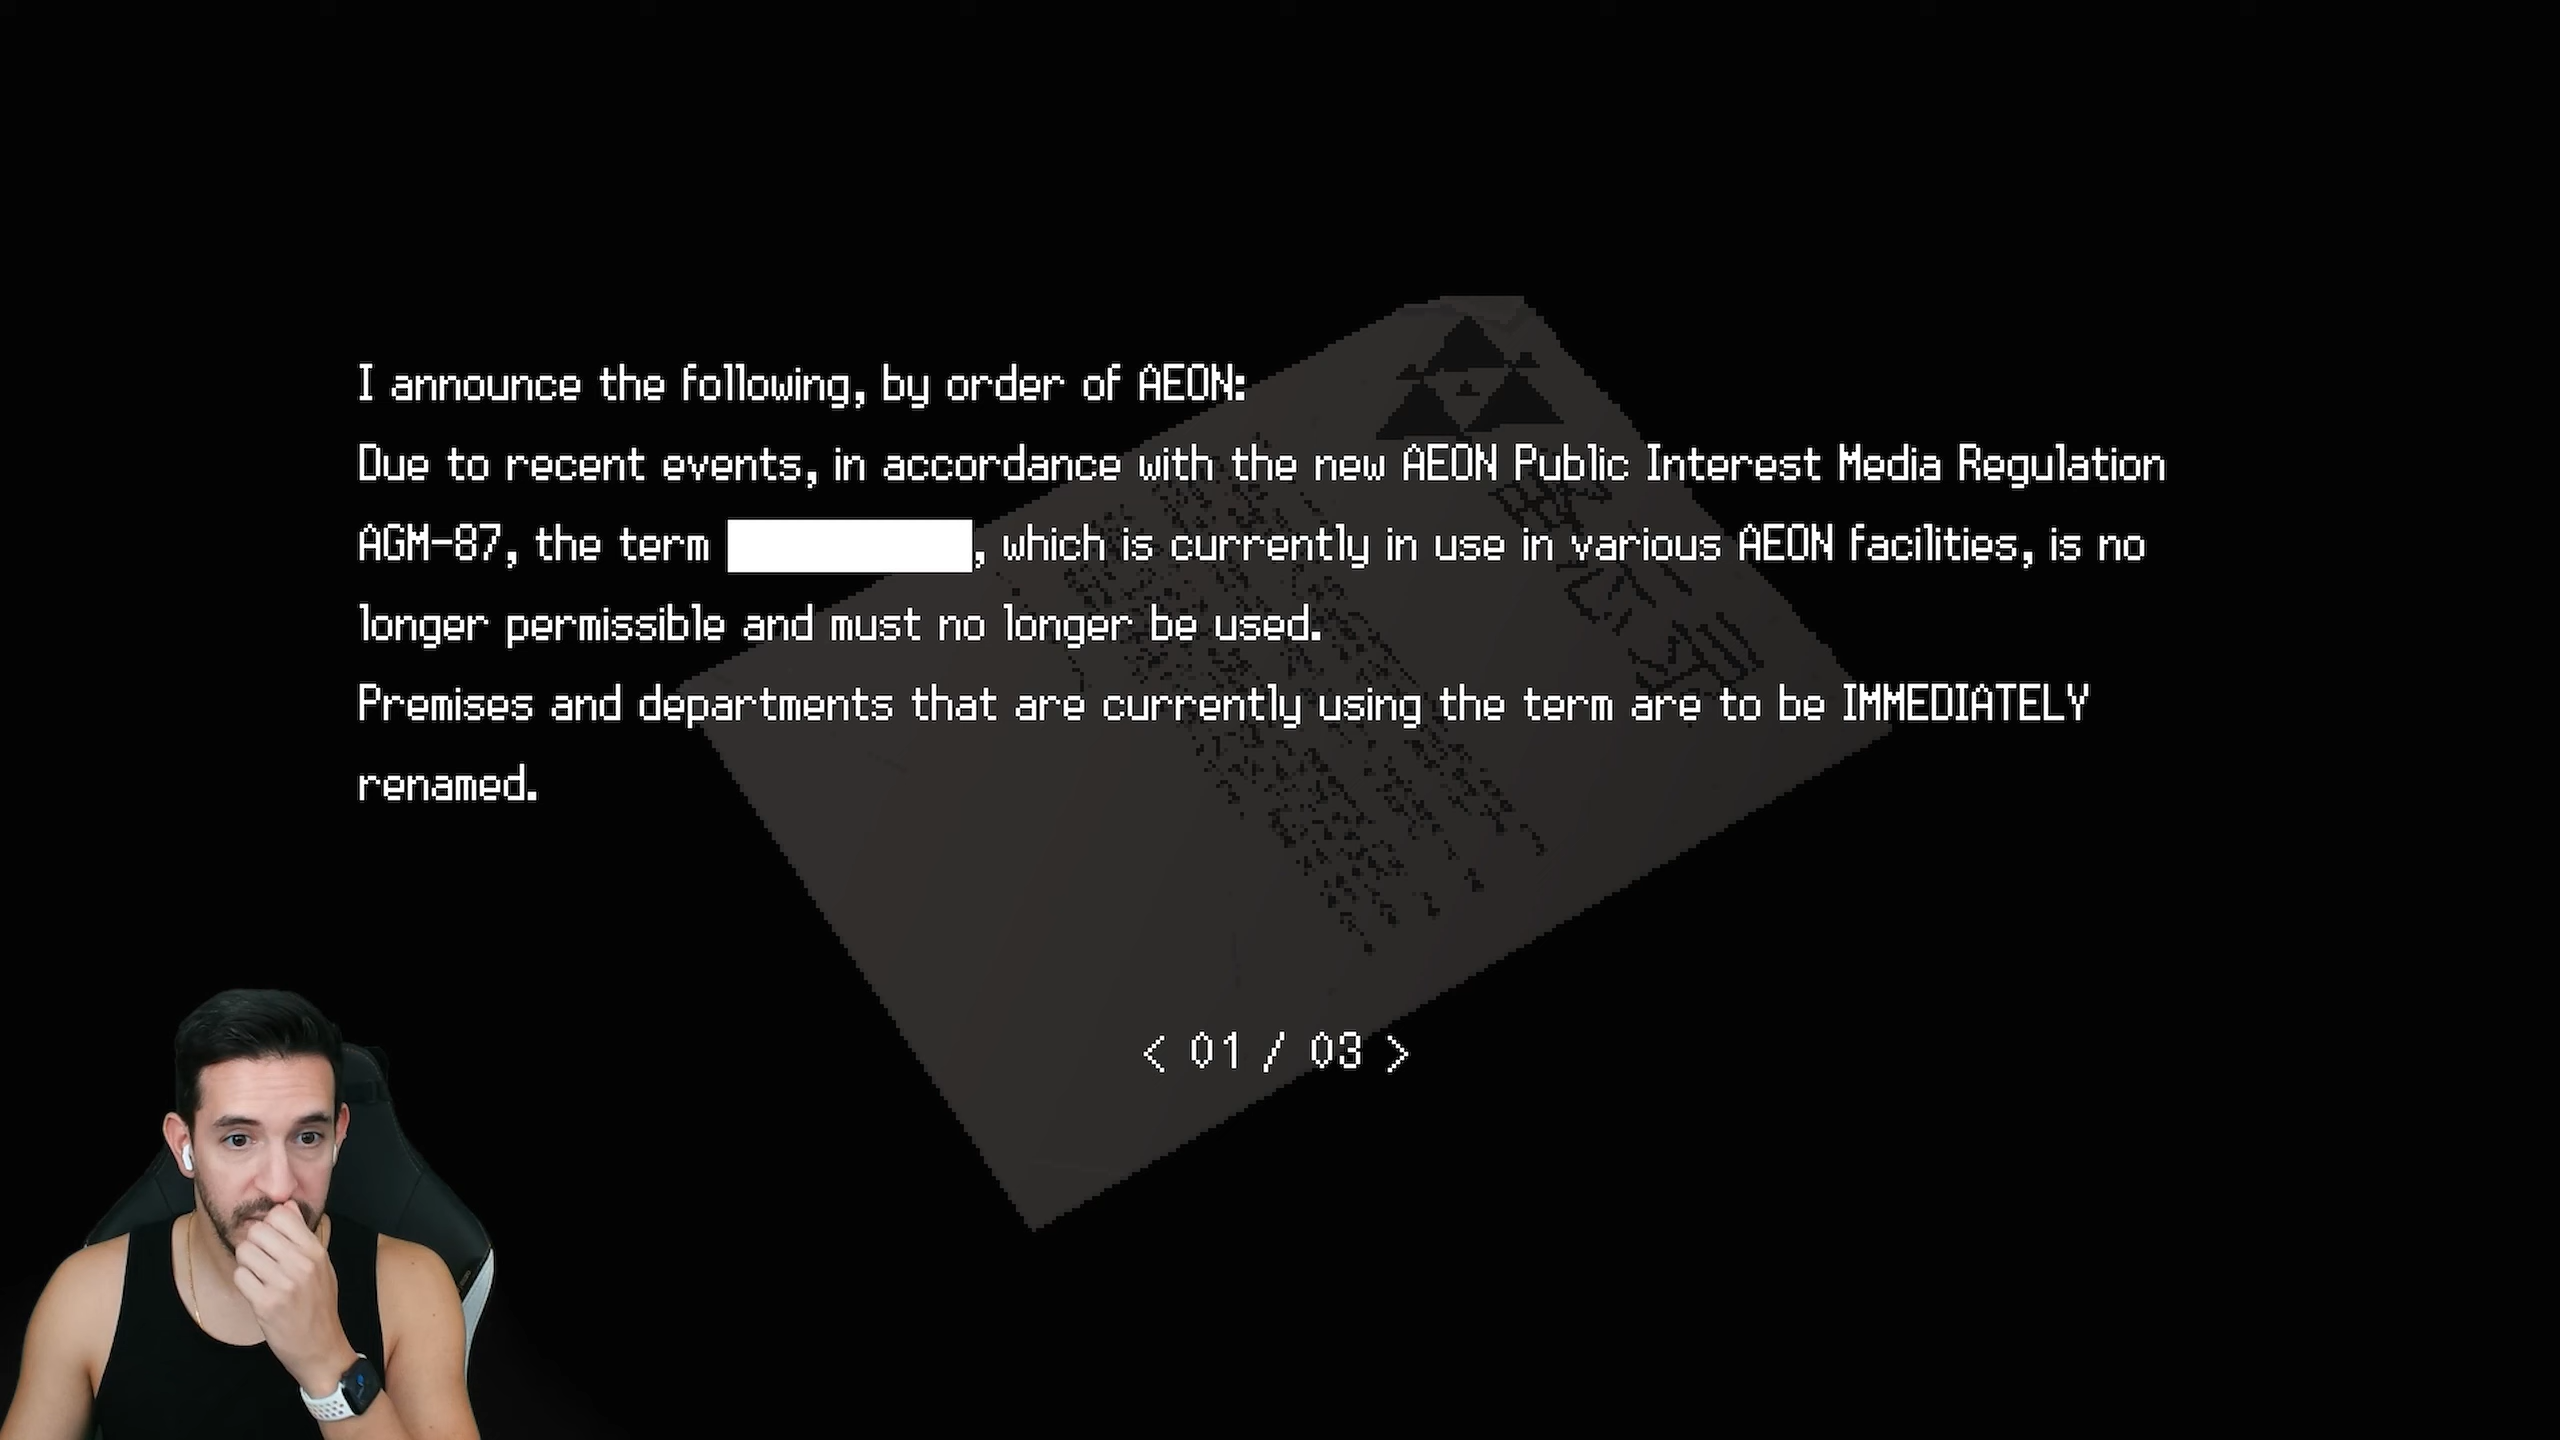 I announce the following, by order of AEON:
Due to recent events, in accordance with the new AEON Public Interest Media Regulation
AGM-87, the term , which is currently in use in various AEON facilities, is no
longer permissible and must no longer be used.
Premises and departments that are currently using the term are to be IMMEDIATELY
renamed.
< 01 / 03 >